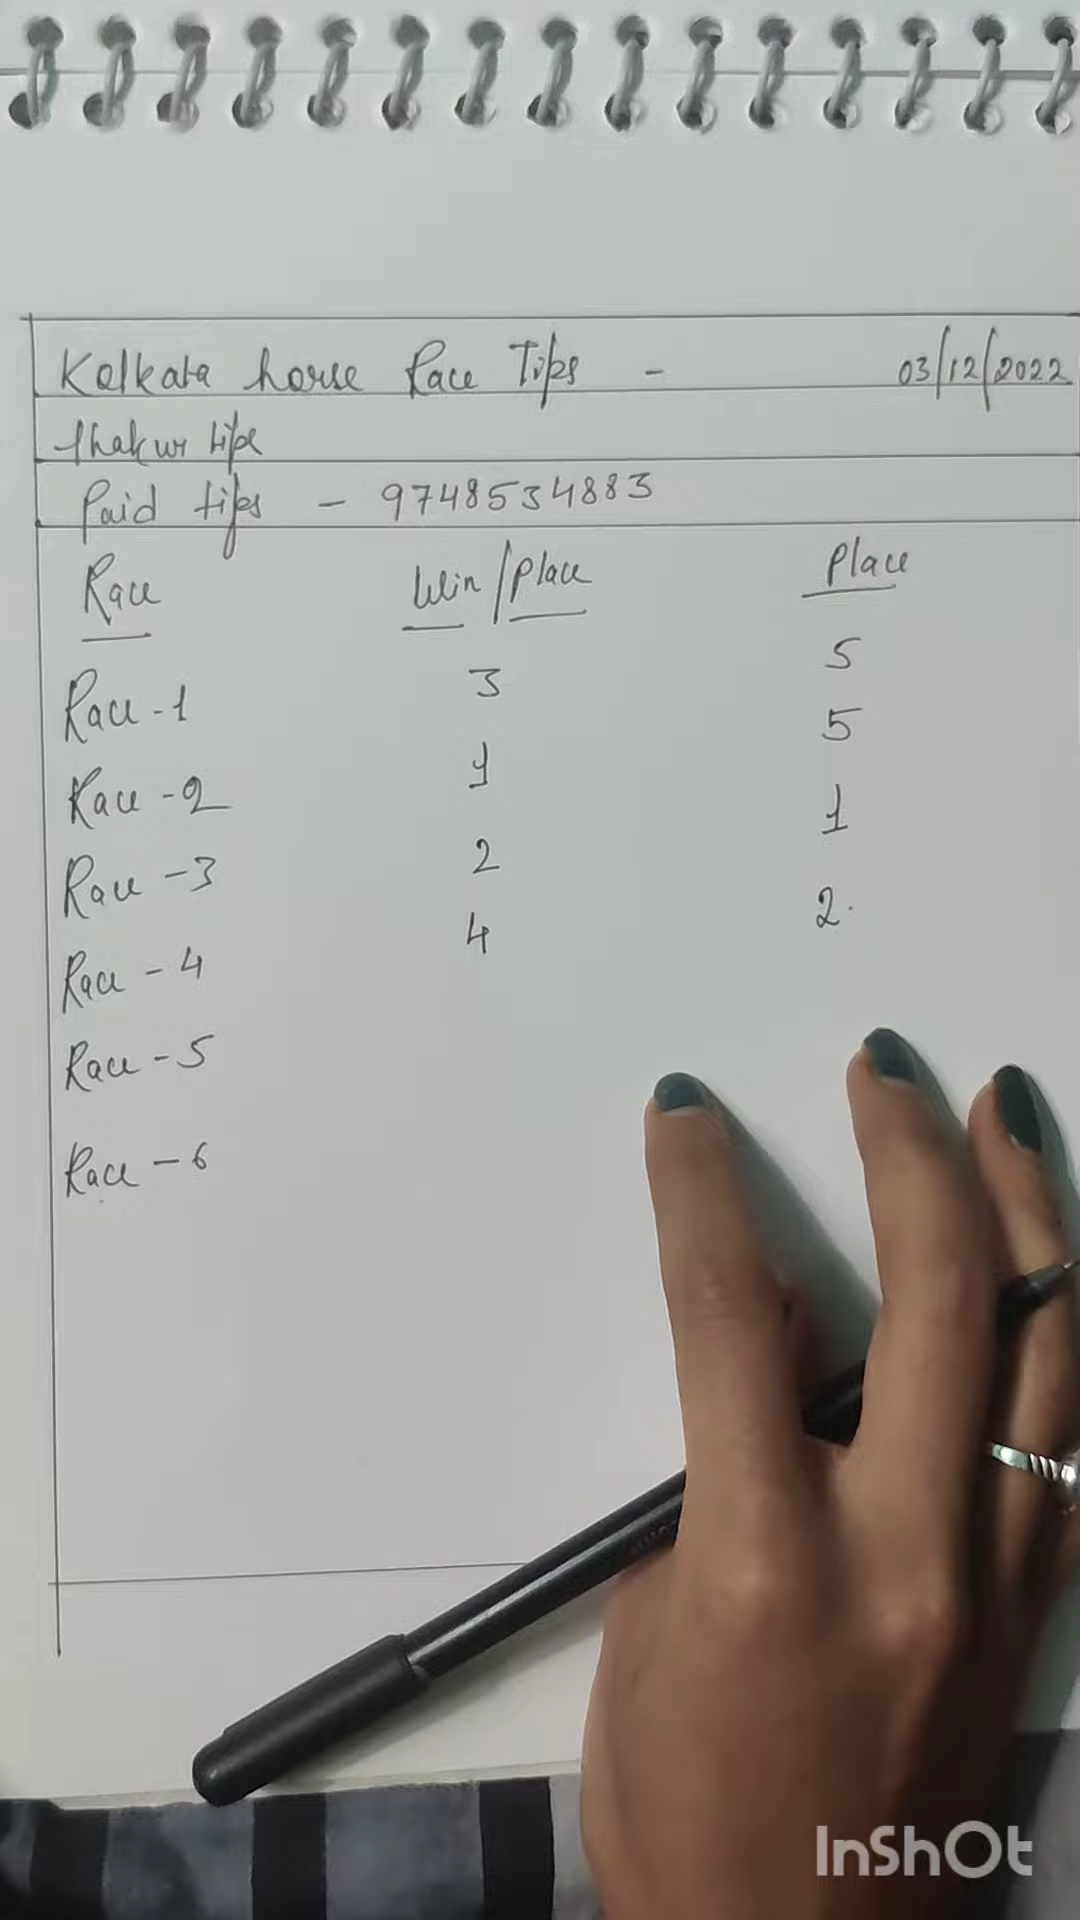 Kolkata horse Race Tips - 03/12/2022
thakur tips
Paid tips - 9748534883
Race Win/Place Place
Race-1 3 5
Race-2 1 5
Race-3 2 1
Race-4 4 2.
Race-5
Race-6
InShOt